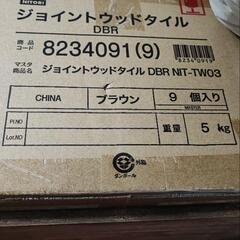 NITORI
ジョイントウッドタイル
DBR
商品コード 8234091(9)
82340919
マスタ商品名 ジョイントウッドタイル DBR NIT-TW03
CHINA ブラウン 9 個入り
P/NO
Lot.NO
重量 5 kg
外装
ダンボール